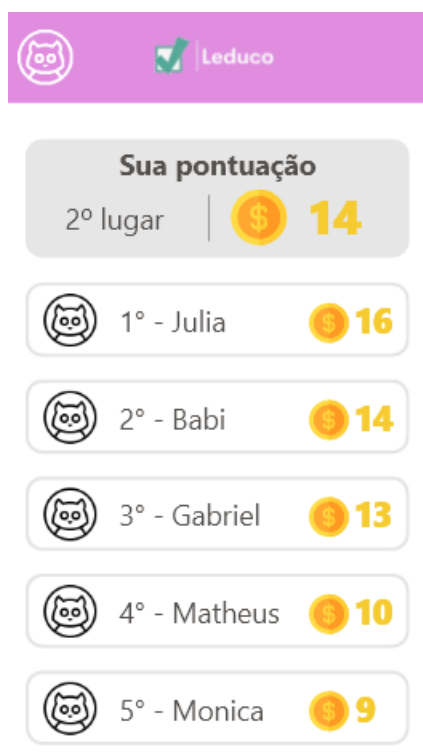 Leduco
Sua pontuação
2º lugar
$ 14
1° - Julia $ 16
2° - Babi $ 14
3° - Gabriel $ 13
4° - Matheus $ 10
5° - Monica $ 9